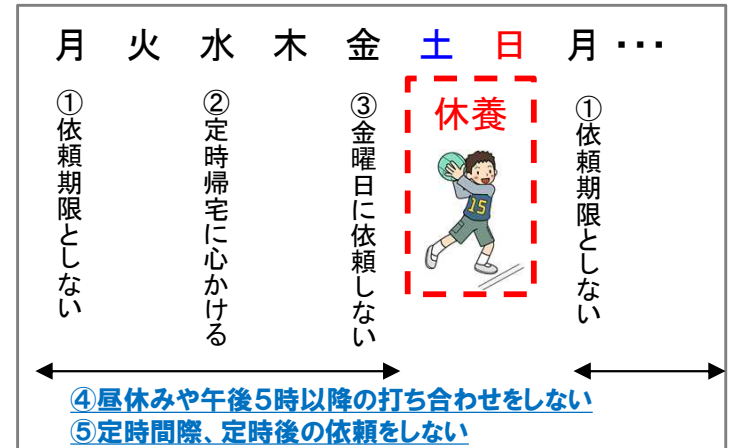 月 火 水 木 金 土 日 月 ・・・
①依頼期限としない
②定時帰宅に心かける
③金曜日に依頼しない
休養
15
①依頼期限としない
④昼休みや午後5時以降の打ち合わせをしない
⑤定時間際、定時後の依頼をしない